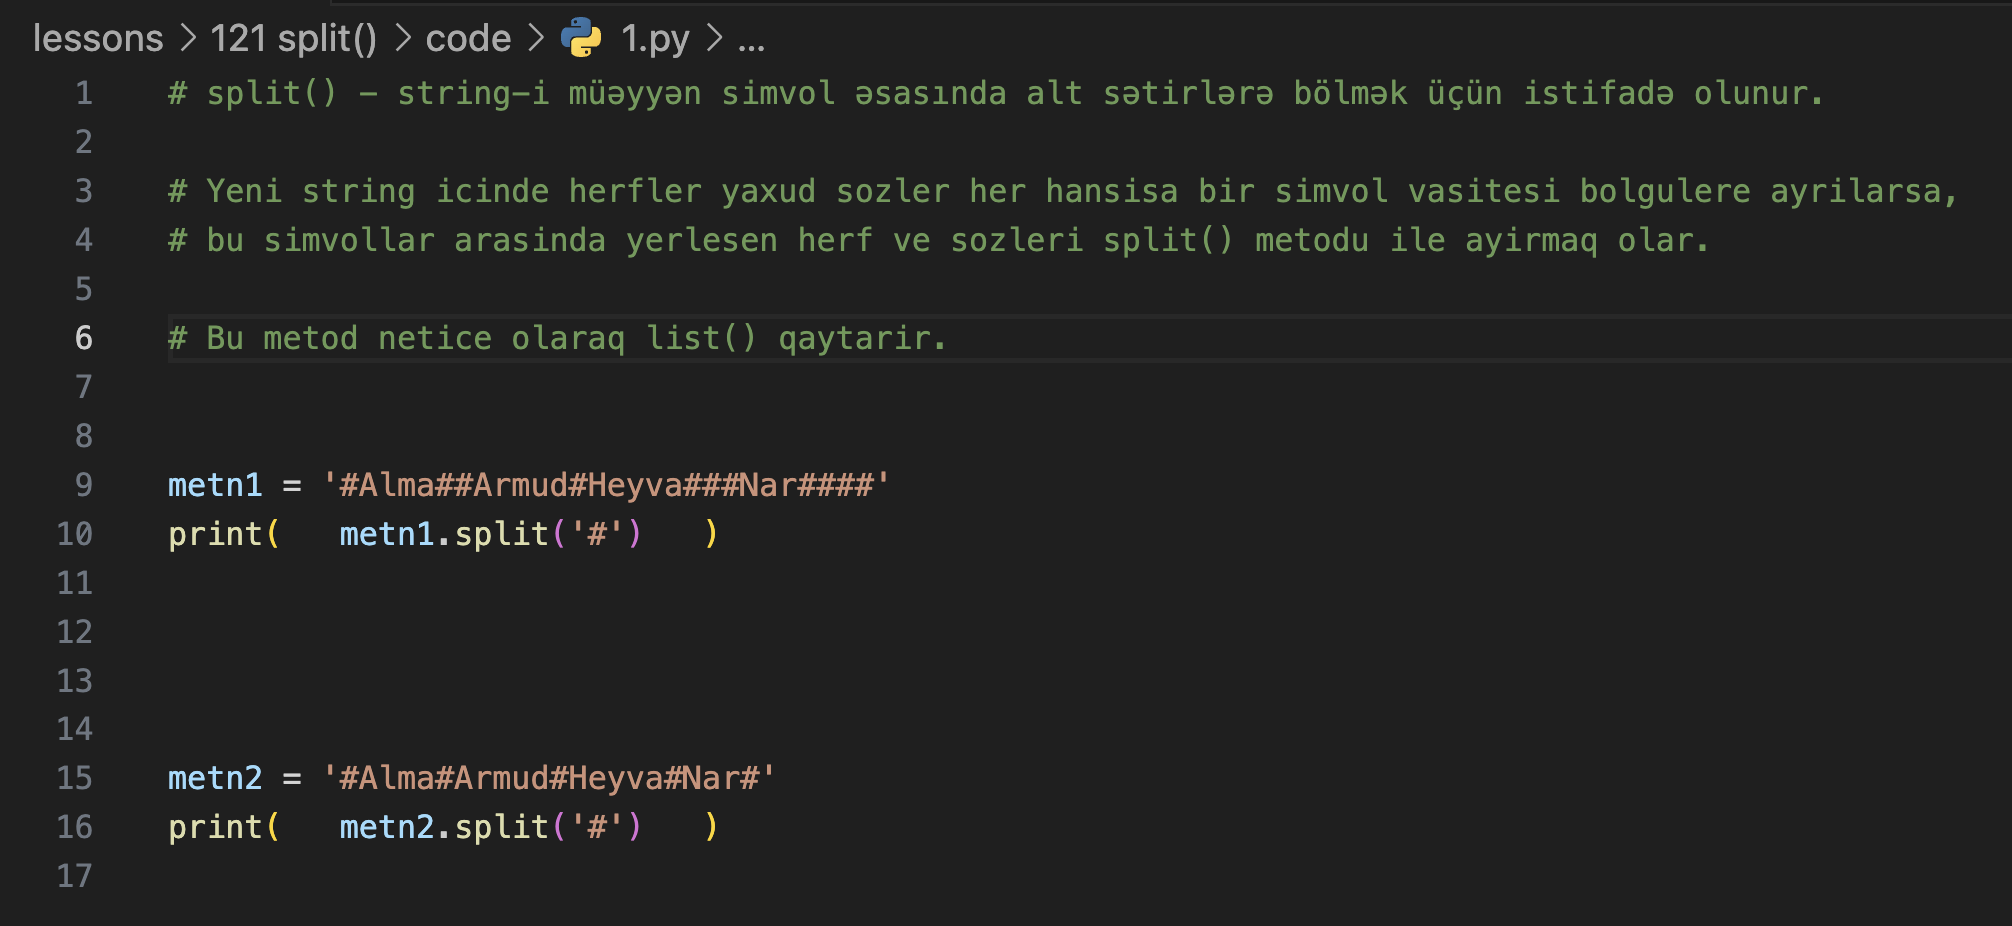 lessons > 121 split() > code > 1.py > ...
1 # split() - string-i müəyyən simvol əsasında alt sətirlərə bölmək üçün istifadə olunur.
2
3 # Yeni string icinde herfler yaxud sozler her hansisa bir simvol vasitesi bolgulere ayrilarsa,
4 # bu simvollar arasinda yerlesen herf ve sozleri split() metodu ile ayirmaq olar.
5
6 # Bu metod netice olaraq list() qaytarir.
7
8
9 metn1 = '#Alma##Armud#Heyva###Nar####'
10 print(   metn1.split('#')   )
11
12
13
14
15 metn2 = '#Alma#Armud#Heyva#Nar#'
16 print(   metn2.split('#')   )
17